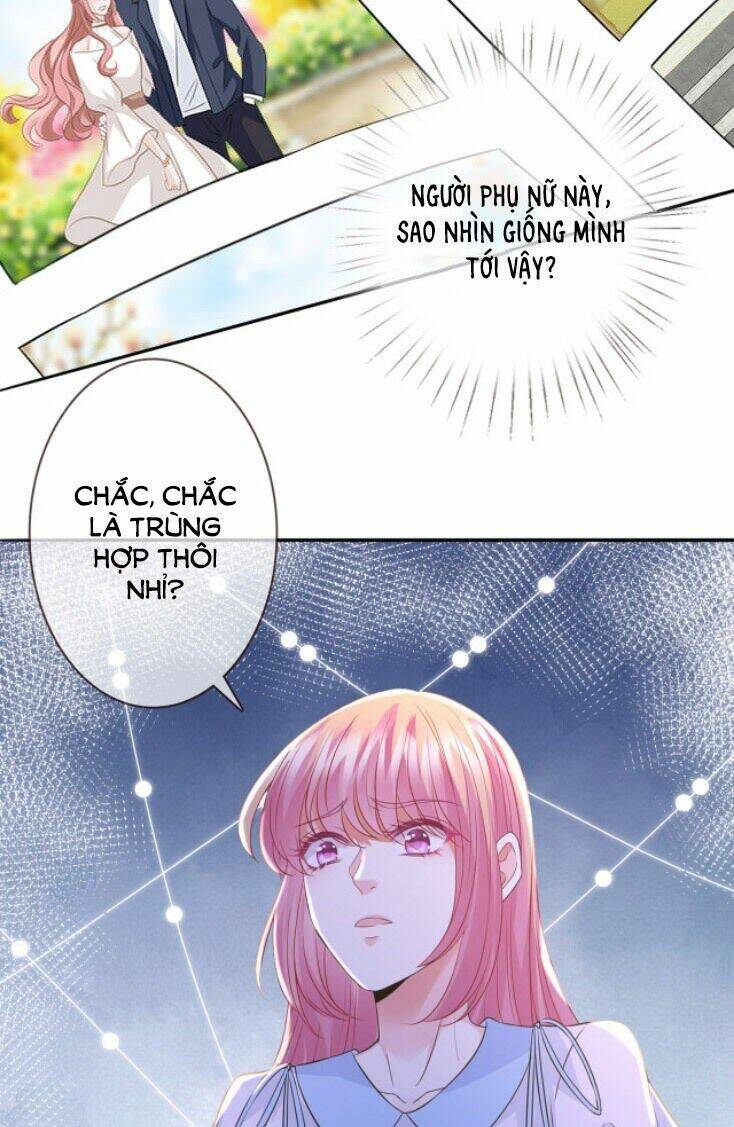 NGƯỜI PHỤ NỮ NÀY,
SAO NHÌN GIỐNG MÌNH
TỚI VẬY?
CHẮC, CHẮC
LÀ TRÙNG
HỢP THÔI
NHỈ?